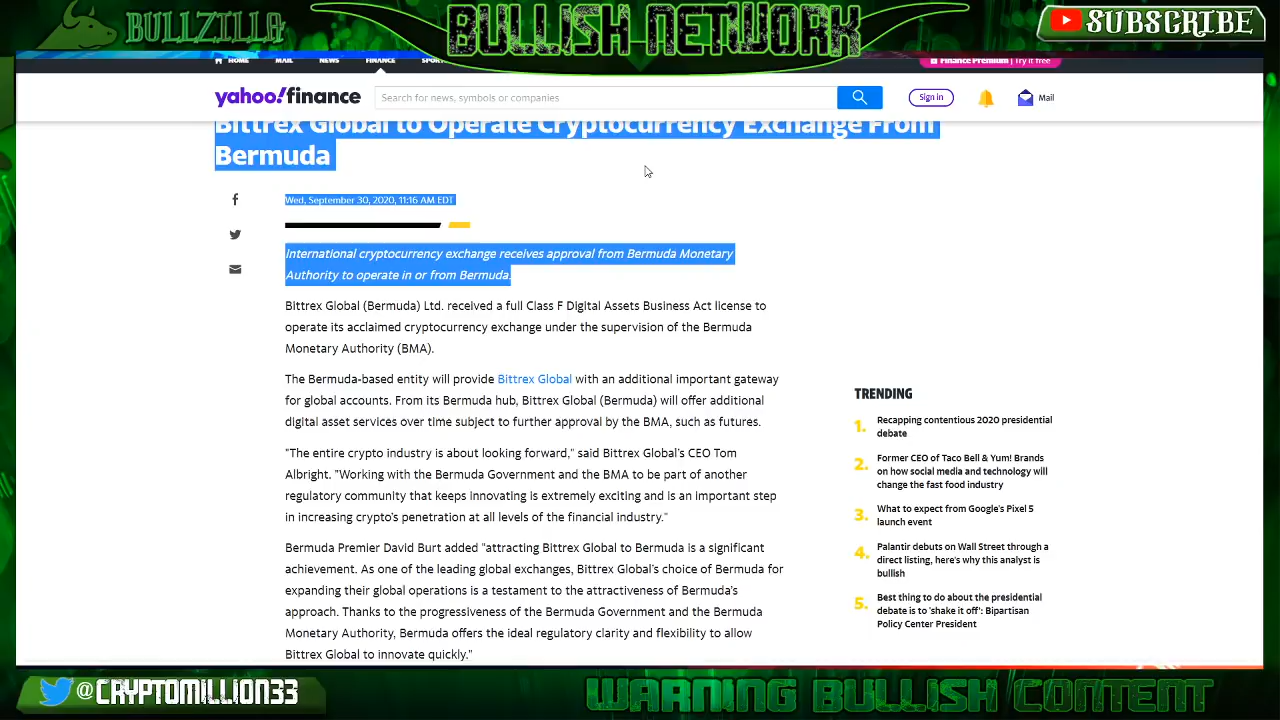 BULLZILLA
BULLISH NETWORK
SUBSCRIBE
HOME MAIL NEWS FINANCE
Finance Premium | Try it free
yahoo!finance
Search for news, symbols or companies
Sign in
Mail
Bittrex Global to Operate Cryptocurrency Exchange From
Bermuda
Wed, September 30, 2020, 11:16 AM EDT
International cryptocurrency exchange receives approval from Bermuda Monetary
Authority to operate in or from Bermuda.
Bittrex Global (Bermuda) Ltd. received a full Class F Digital Assets Business Act license to
operate its acclaimed cryptocurrency exchange under the supervision of the Bermuda
Monetary Authority (BMA).
The Bermuda-based entity will provide Bittrex Global with an additional important gateway
for global accounts. From its Bermuda hub, Bittrex Global (Bermuda) will offer additional
digital asset services over time subject to further approval by the BMA, such as futures.
"The entire crypto industry is about looking forward," said Bittrex Global's CEO Tom
Albright. "Working with the Bermuda Government and the BMA to be part of another
regulatory community that keeps innovating is extremely exciting and is an important step
in increasing crypto's penetration at all levels of the financial industry."
Bermuda Premier David Burt added "attracting Bittrex Global to Bermuda is a significant
achievement. As one of the leading global exchanges, Bittrex Global's choice of Bermuda for
expanding their global operations is a testament to the attractiveness of Bermuda's
approach. Thanks to the progressiveness of the Bermuda Government and the Bermuda
Monetary Authority, Bermuda offers the ideal regulatory clarity and flexibility to allow
Bittrex Global to innovate quickly."
TRENDING
1. Recapping contentious 2020 presidential
debate
2. Former CEO of Taco Bell & Yum! Brands
on how social media and technology will
change the fast food industry
3. What to expect from Google's Pixel 5
launch event
4. Palantir debuts on Wall Street through a
direct listing, here's why this analyst is
bullish
5. Best thing to do about the presidential
debate is to 'shake it off': Bipartisan
Policy Center President
@CRYPTOMILLION33
WARNING BULLISH CONTENT